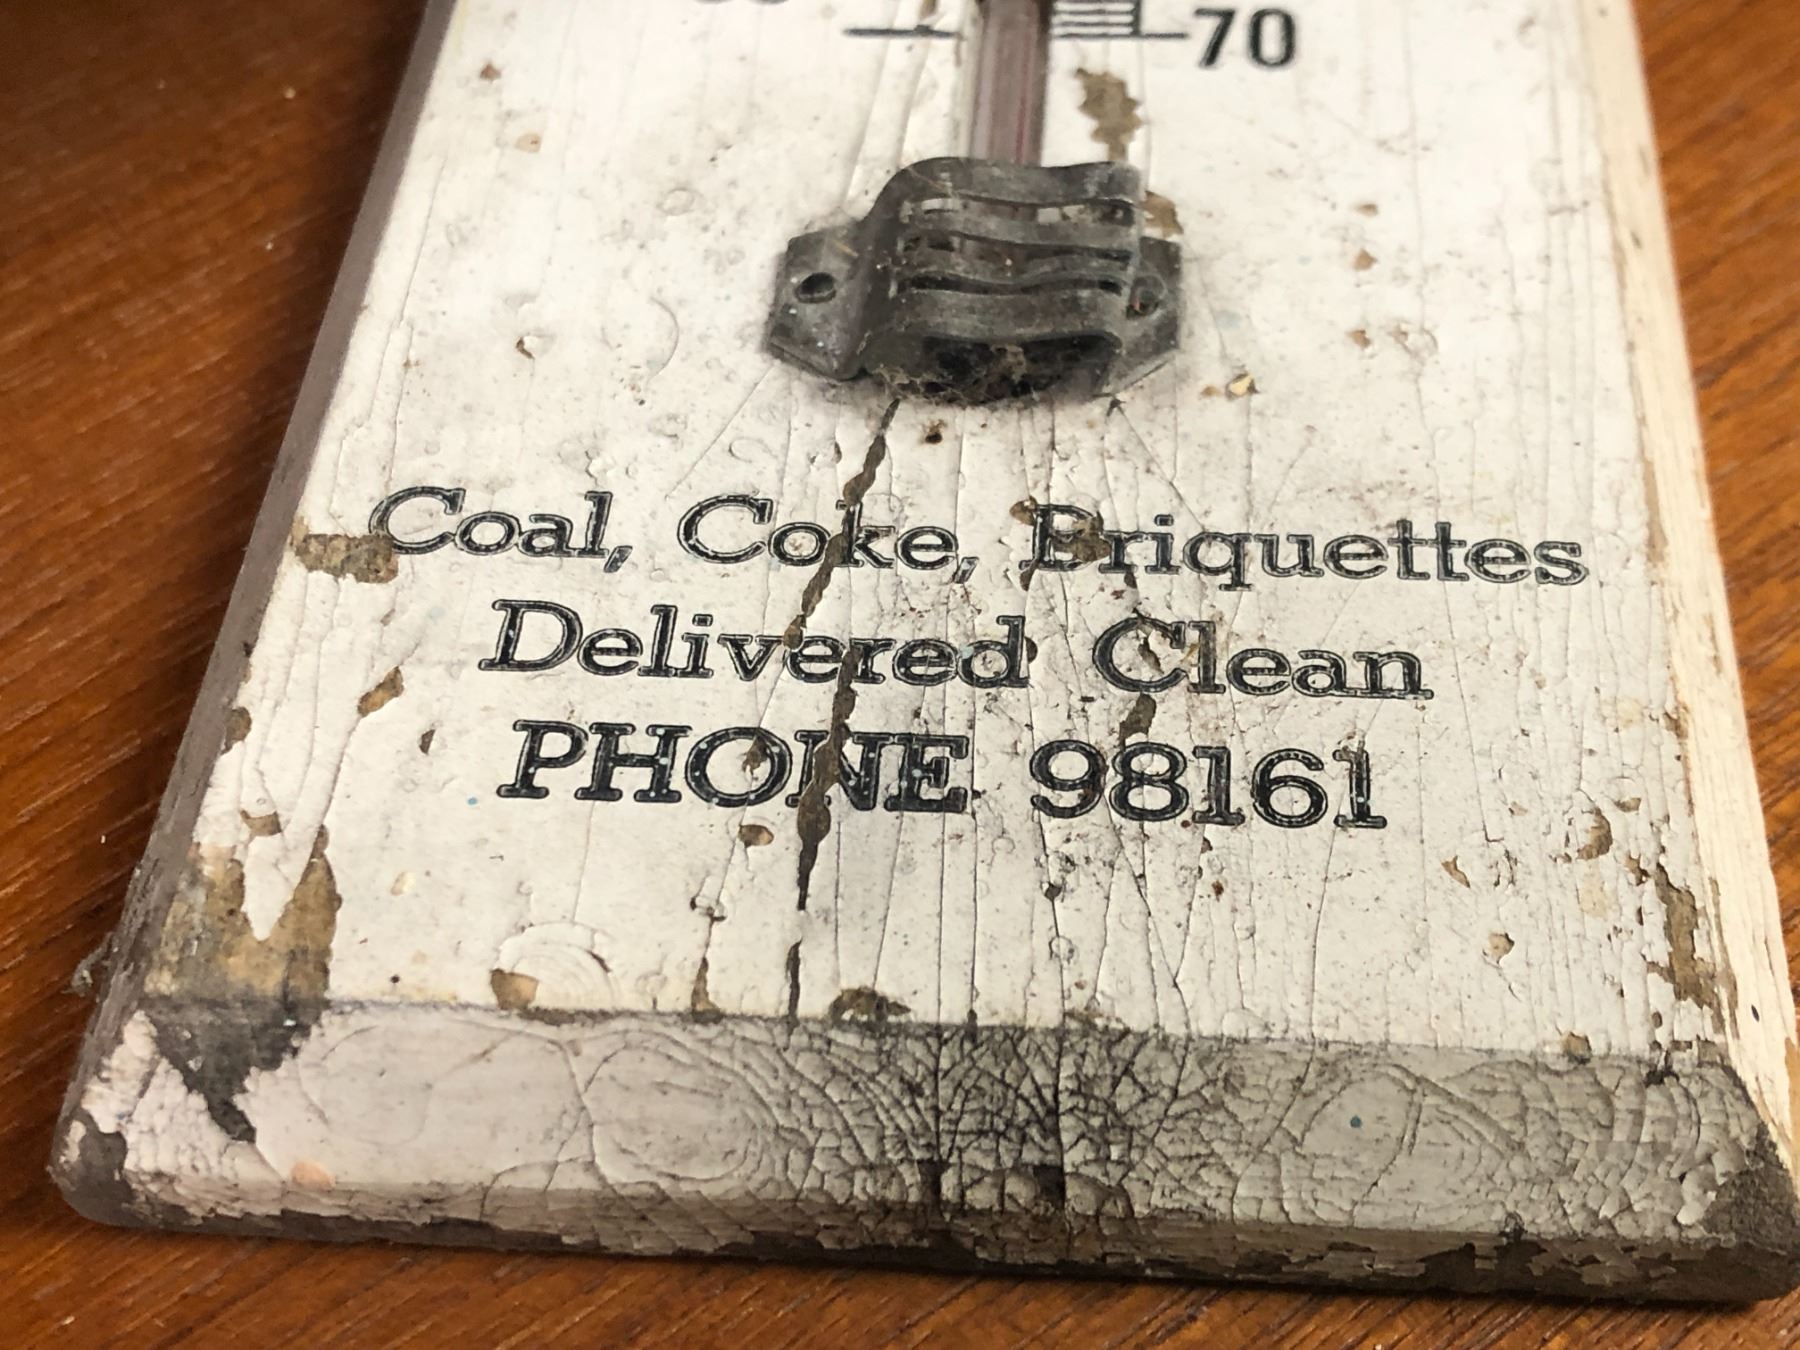 70
Coal, Coke, Briquettes
Delivered Clean
PHONE 98161